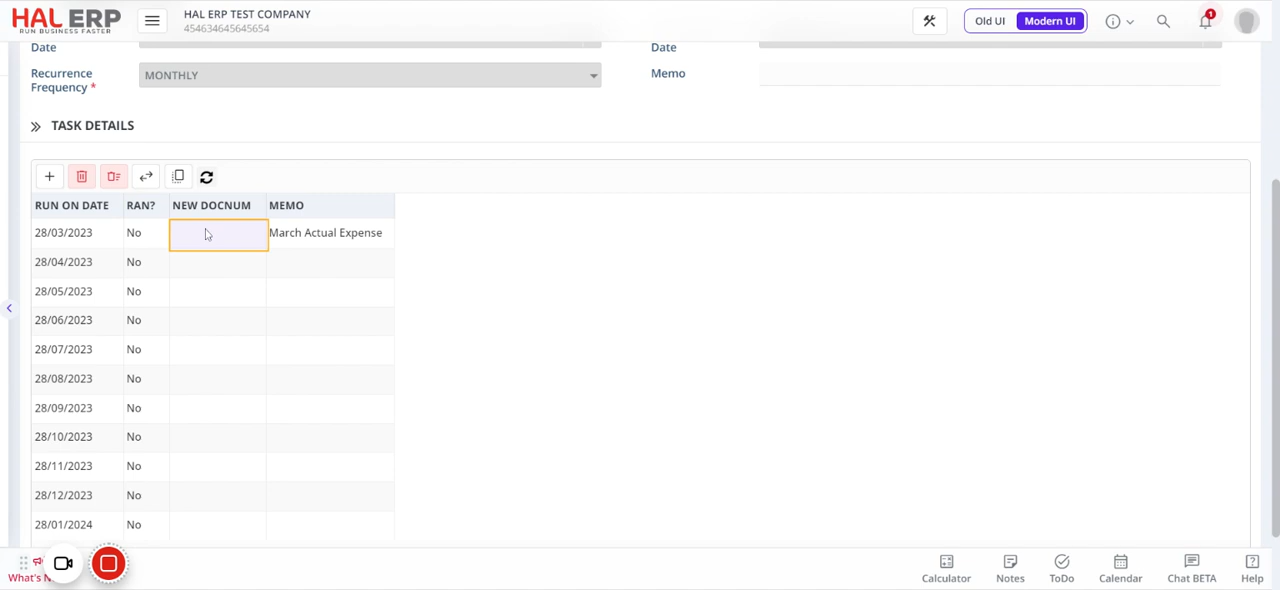 HAL ERP
RUN BUSINESS FASTER
HAL ERP TEST COMPANY
454634645645654
Old UI
Modern UI
1
Date
Date
Recurrence
Frequency *
MONTHLY
Memo
TASK DETAILS
RUN ON DATE RAN? NEW DOCNUM MEMO
28/03/2023 No March Actual Expense
28/04/2023 No
28/05/2023 No
28/06/2023 No
28/07/2023 No
28/08/2023 No
28/09/2023 No
28/10/2023 No
28/11/2023 No
28/12/2023 No
28/01/2024 No
What's N
Calculator
Notes
ToDo
Calendar
Chat BETA
Help